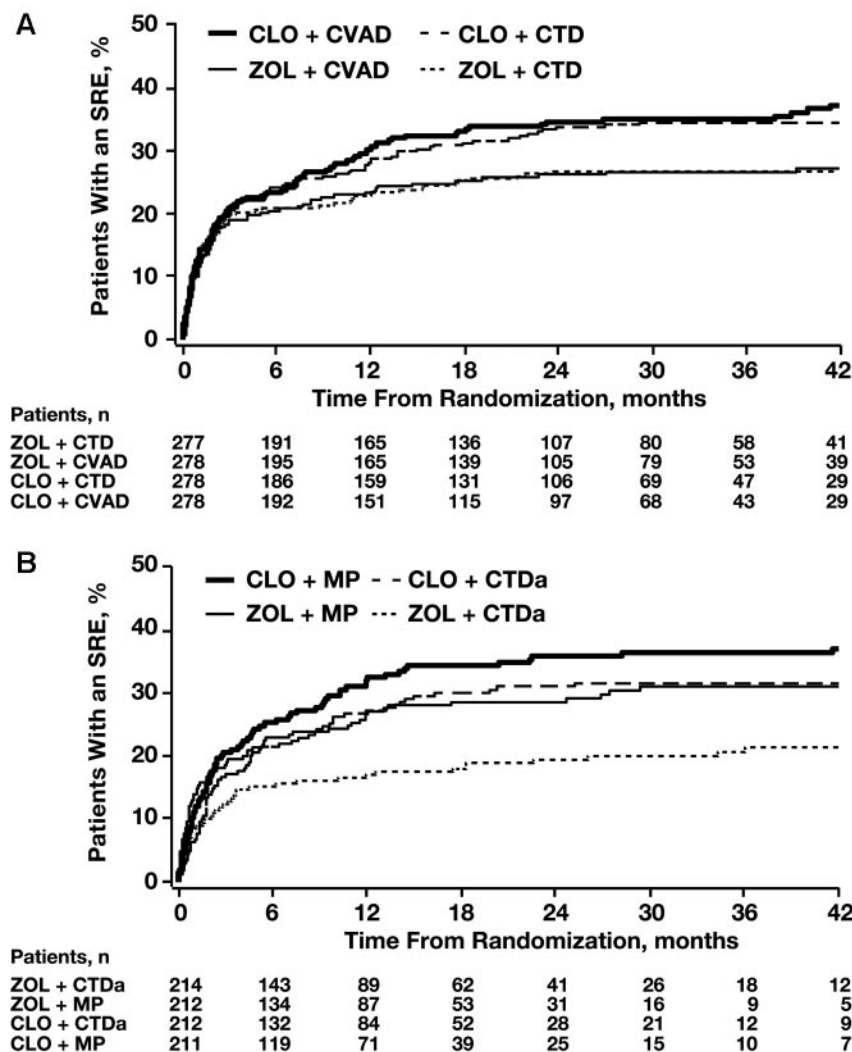 A
Patients With an SRE, %
50
40
30
20
10
0
CLO + CVAD CLO + CTD
ZOL + CVAD ZOL + CTD
0 6 12 18 24 30 36 42
Time From Randomization, months
Patients, n
ZOL + CTD 277 191 165 136 107 80 58 41
ZOL + CVAD 278 195 165 139 105 79 53 39
CLO + CTD 278 186 159 131 106 69 47 29
CLO + CVAD 278 192 151 115 97 68 43 29
B
Patients With an SRE, %
50
40
30
20
10
0
CLO + MP CLO + CTDa
ZOL + MP ZOL + CTDa
0 6 12 18 24 30 36 42
Time From Randomization, months
Patients, n
ZOL + CTDa 214 143 89 62 41 26 18 12
ZOL + MP 212 134 87 53 31 16 9 5
CLO + CTDa 212 132 84 52 28 21 12 9
CLO + MP 211 119 71 39 25 15 10 7